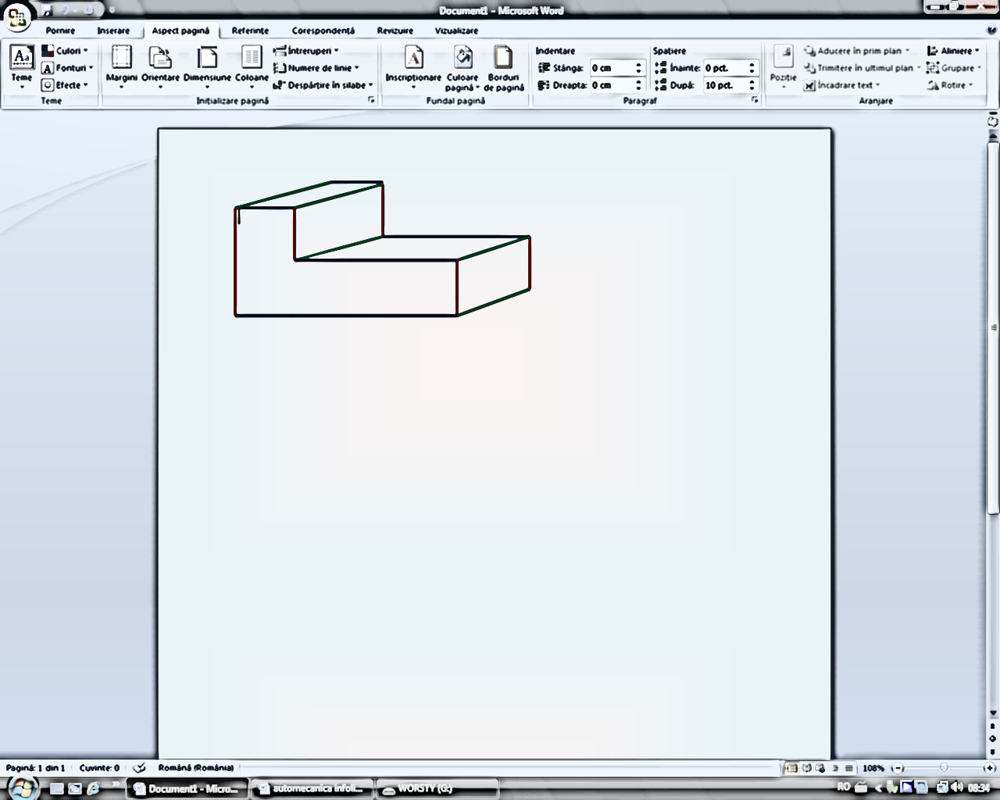 Document1 - Microsoft Word
Pornire Inserare Aspect pagină Referințe Corespondență Revizuire Vizualizare
Culori Întreruperi Indentare Spațiere Aducere în prim plan Aliniere
Teme Fonturi Margini Orientare Dimensiune Coloane Numere de linie Inscripționare Culoare pagină Borduri de pagină Stânga: 0 cm Înainte: 0 pct. Poziție Trimitere în ultimul plan Grupare
Efecte Despărțire în silabe Dreapta: 0 cm După: 10 pct. Încadrare text Rotire
Teme Inițializare pagină Fundal pagină Paragraf Aranjare
Pagină: 1 din 1 Cuvinte: 0 Română (România) 108%
Document1 - Micro... automecanica infoli... WORSTY (G:) RO 08:34